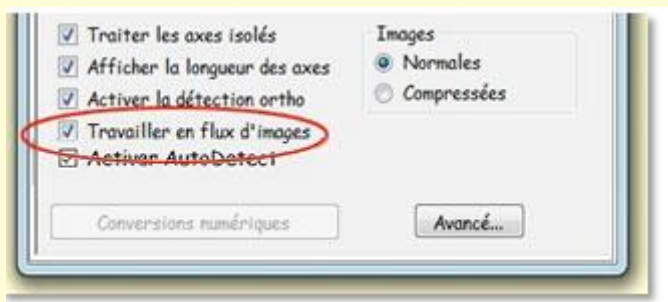 Traiter les axes isolés
Afficher la longueur des axes
Activer la détection ortho
Travailler en flux d'images
Activer AutoDetect
Images
Normales
Compressées
Conversions numériques
Avancé...